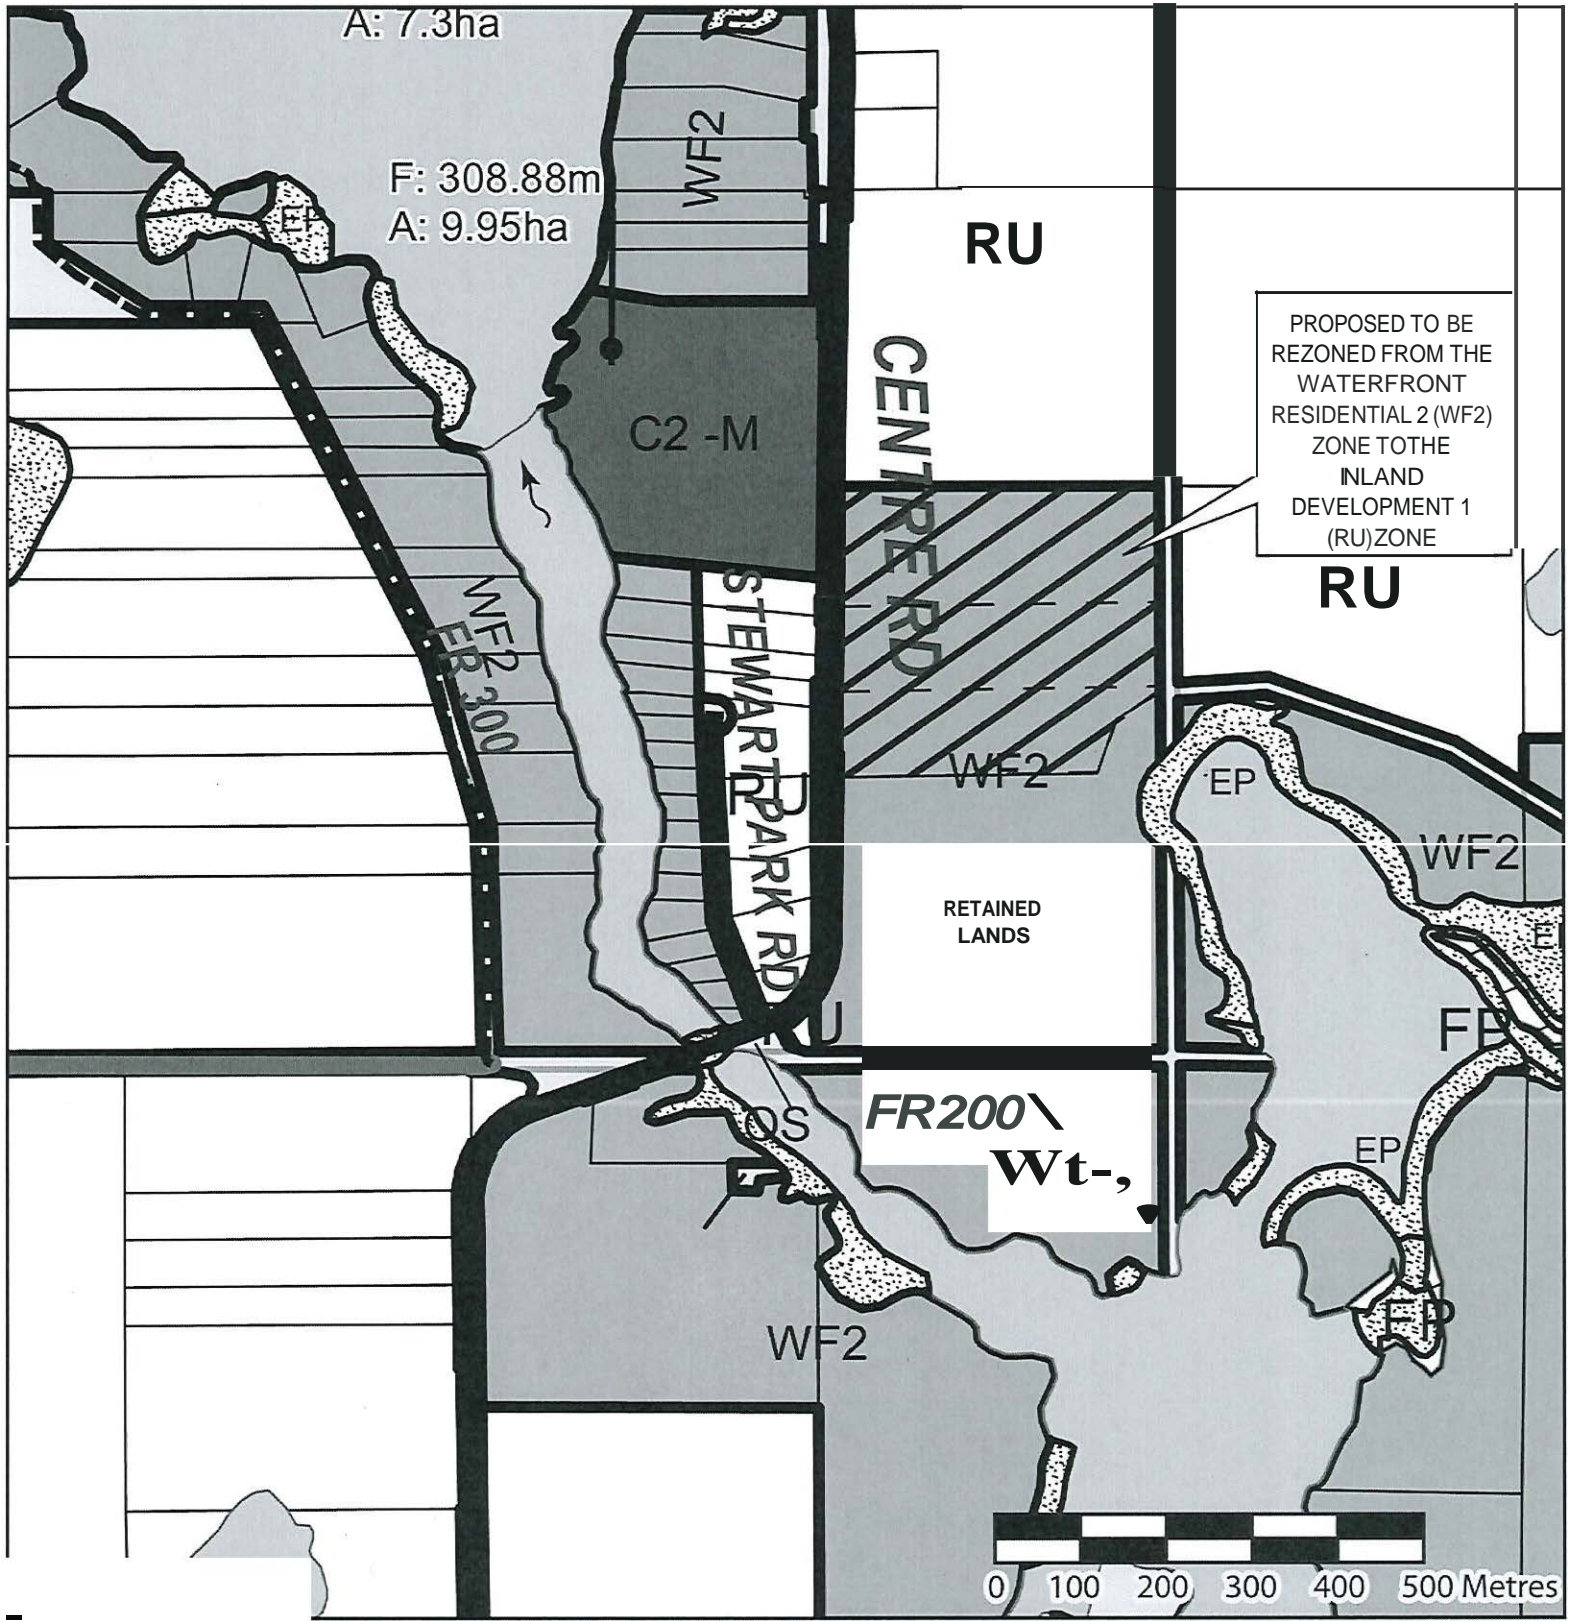 A: 7.3ha
F: 308.88m
A: 9.95ha
WF2
EP
RU
PROPOSED TO BE
REZONED FROM THE
WATERFRONT
RESIDENTIAL 2 (WF2)
ZONE TOTHE
INLAND
DEVELOPMENT 1
(RU)ZONE
CENTRE RD
C2 -M
RU
STEWART PARK RD
WF2
FR 300
WF2
EP
WF2
RU
RETAINED
LANDS
FR200\
Wt-,
OS
EP
EP
WF2
0 100 200 300 400 500 Metres